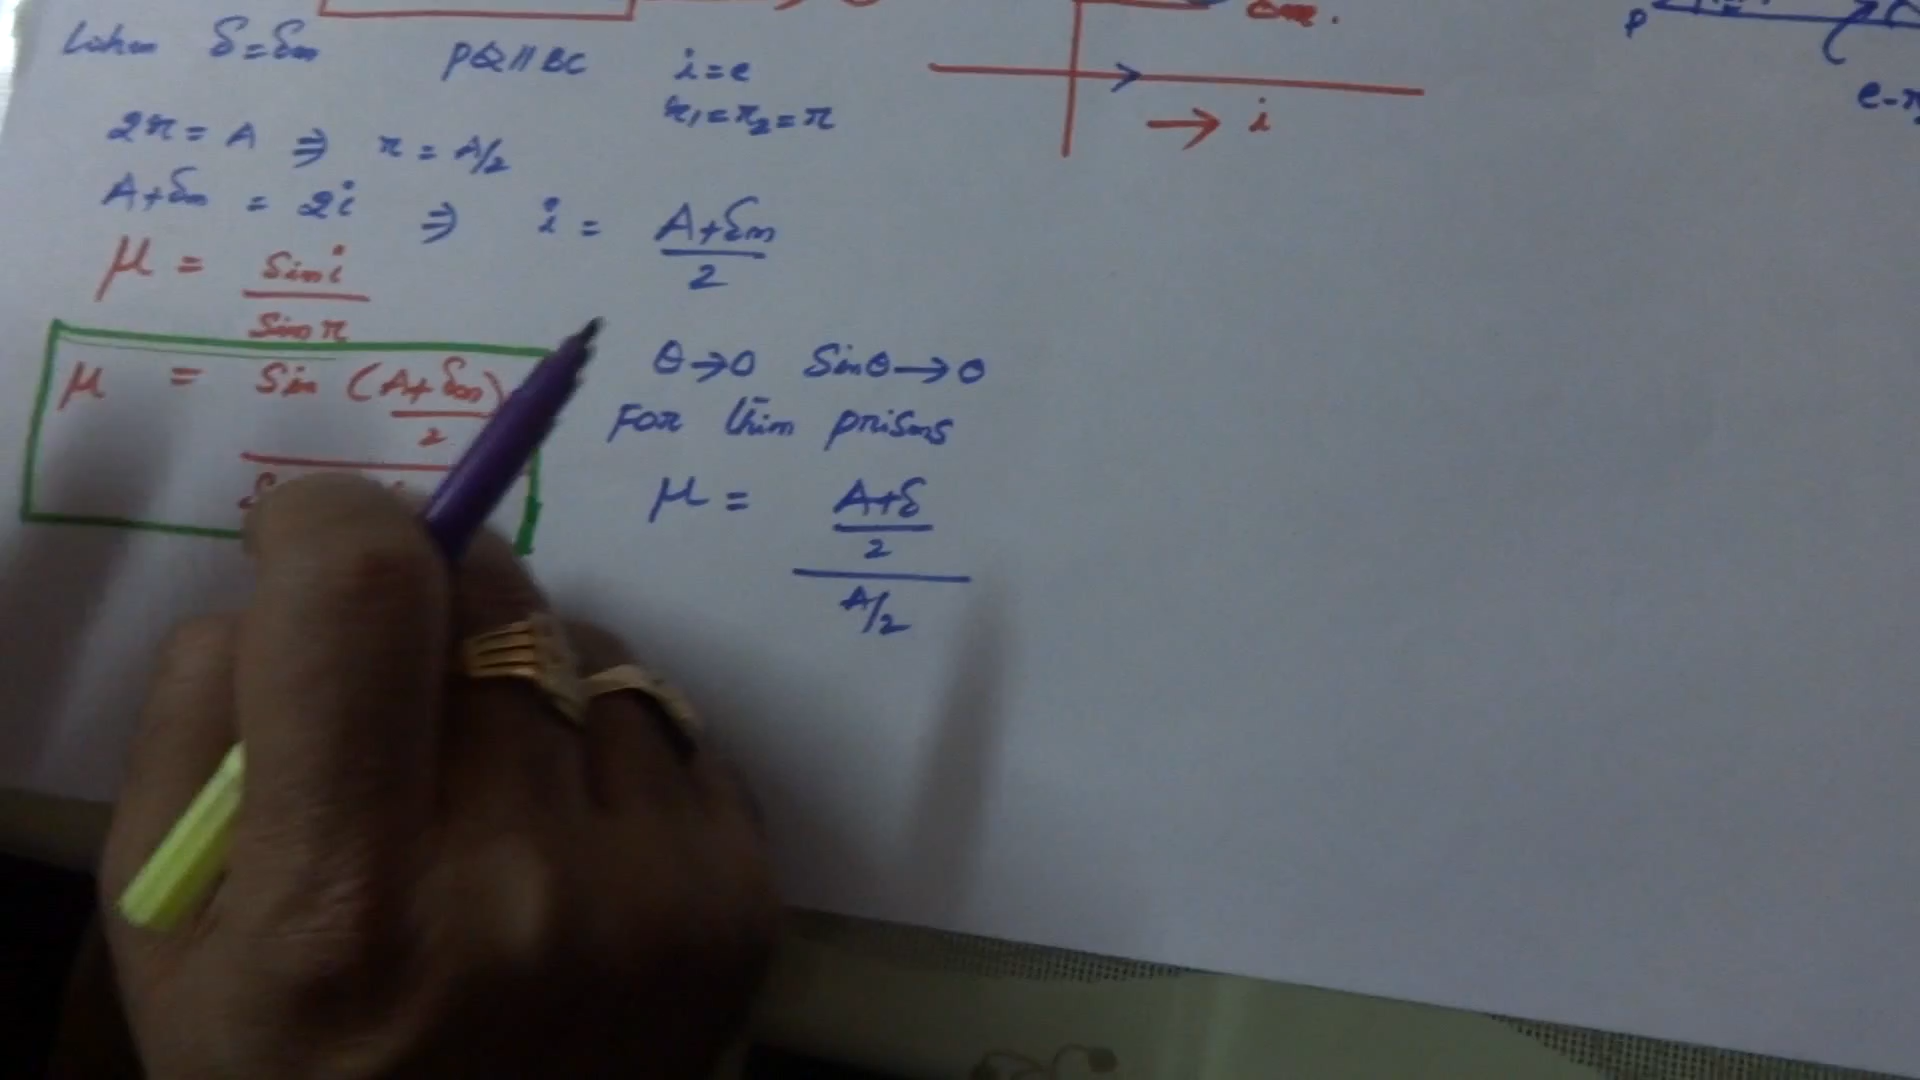 When δ=δm PQ∥BC i=e
r₁=r₂=r
2r = A ⇒ r = A/2
A+δm = 2i ⇒ i = (A+δm)/2
μ = Sin i / Sin r
μ = Sin (A+δm)/2
θ→0 Sinθ→θ
For thin prisms
μ = (A+δ)/2 / A/2
δm.
→ i
P